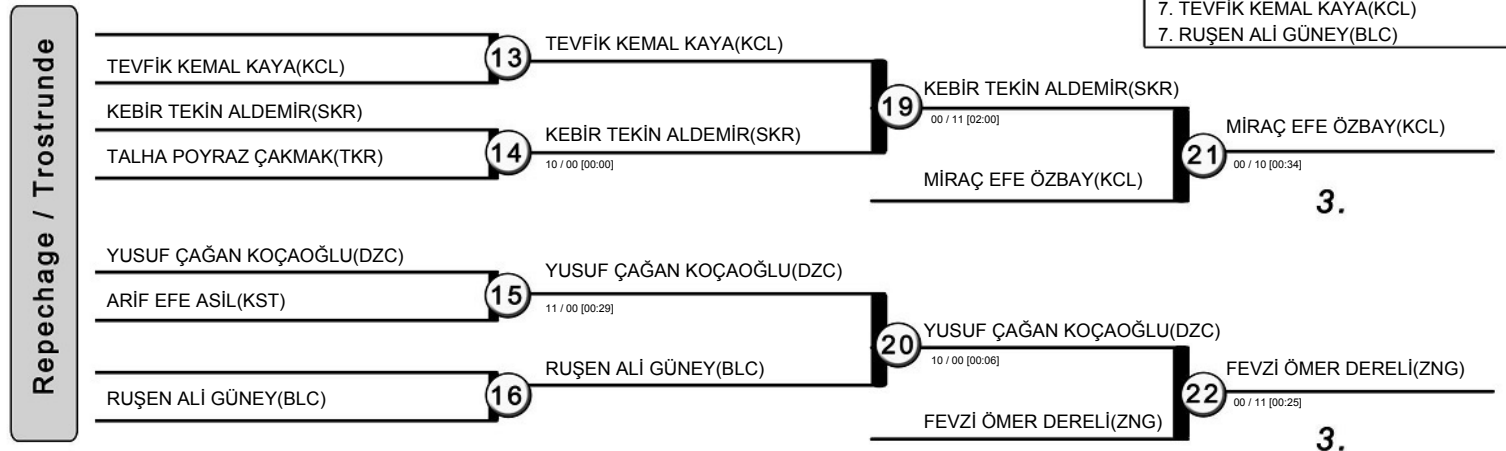 7. TEVFİK KEMAL KAYA(KCL)
7. RUŞEN ALİ GÜNEY(BLC)
Repechage / Trostrunde
TEVFİK KEMAL KAYA(KCL)
13
TEVFİK KEMAL KAYA(KCL)
KEBİR TEKİN ALDEMİR(SKR)
TALHA POYRAZ ÇAKMAK(TKR)
14
KEBİR TEKİN ALDEMİR(SKR)
10 / 00 [00:00]
19
KEBİR TEKİN ALDEMİR(SKR)
00 / 11 [02:00]
MİRAÇ EFE ÖZBAY(KCL)
21
MİRAÇ EFE ÖZBAY(KCL)
00 / 10 [00:34]
3.
YUSUF ÇAĞAN KOÇAOĞLU(DZC)
ARİF EFE ASİL(KST)
15
YUSUF ÇAĞAN KOÇAOĞLU(DZC)
11 / 00 [00:29]
RUŞEN ALİ GÜNEY(BLC)
16
RUŞEN ALİ GÜNEY(BLC)
20
YUSUF ÇAĞAN KOÇAOĞLU(DZC)
10 / 00 [00:06]
FEVZİ ÖMER DERELİ(ZNG)
22
FEVZİ ÖMER DERELİ(ZNG)
00 / 11 [00:25]
3.